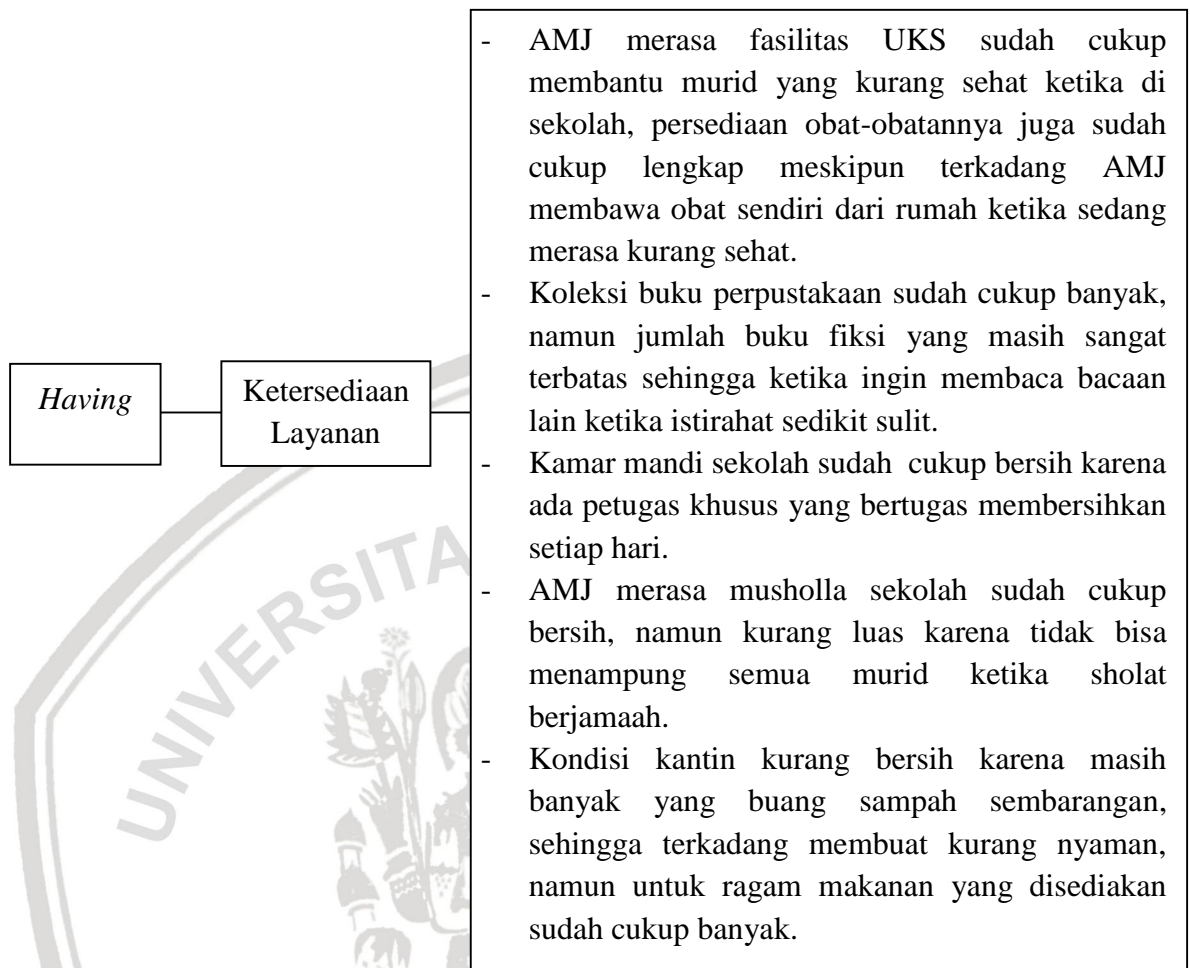 - AMJ merasa fasilitas UKS sudah cukup
membantu murid yang kurang sehat ketika di
sekolah, persediaan obat-obatannya juga sudah
cukup lengkap meskipun terkadang AMJ
membawa obat sendiri dari rumah ketika sedang
merasa kurang sehat.
- Koleksi buku perpustakaan sudah cukup banyak,
namun jumlah buku fiksi yang masih sangat
terbatas sehingga ketika ingin membaca bacaan
lain ketika istirahat sedikit sulit.
- Kamar mandi sekolah sudah cukup bersih karena
ada petugas khusus yang bertugas membersihkan
setiap hari.
- AMJ merasa musholla sekolah sudah cukup
bersih, namun kurang luas karena tidak bisa
menampung semua murid ketika sholat
berjamaah.
- Kondisi kantin kurang bersih karena masih
banyak yang buang sampah sembarangan,
sehingga terkadang membuat kurang nyaman,
namun untuk ragam makanan yang disediakan
sudah cukup banyak.
Having
Ketersediaan
Layanan
UNIVERSITA